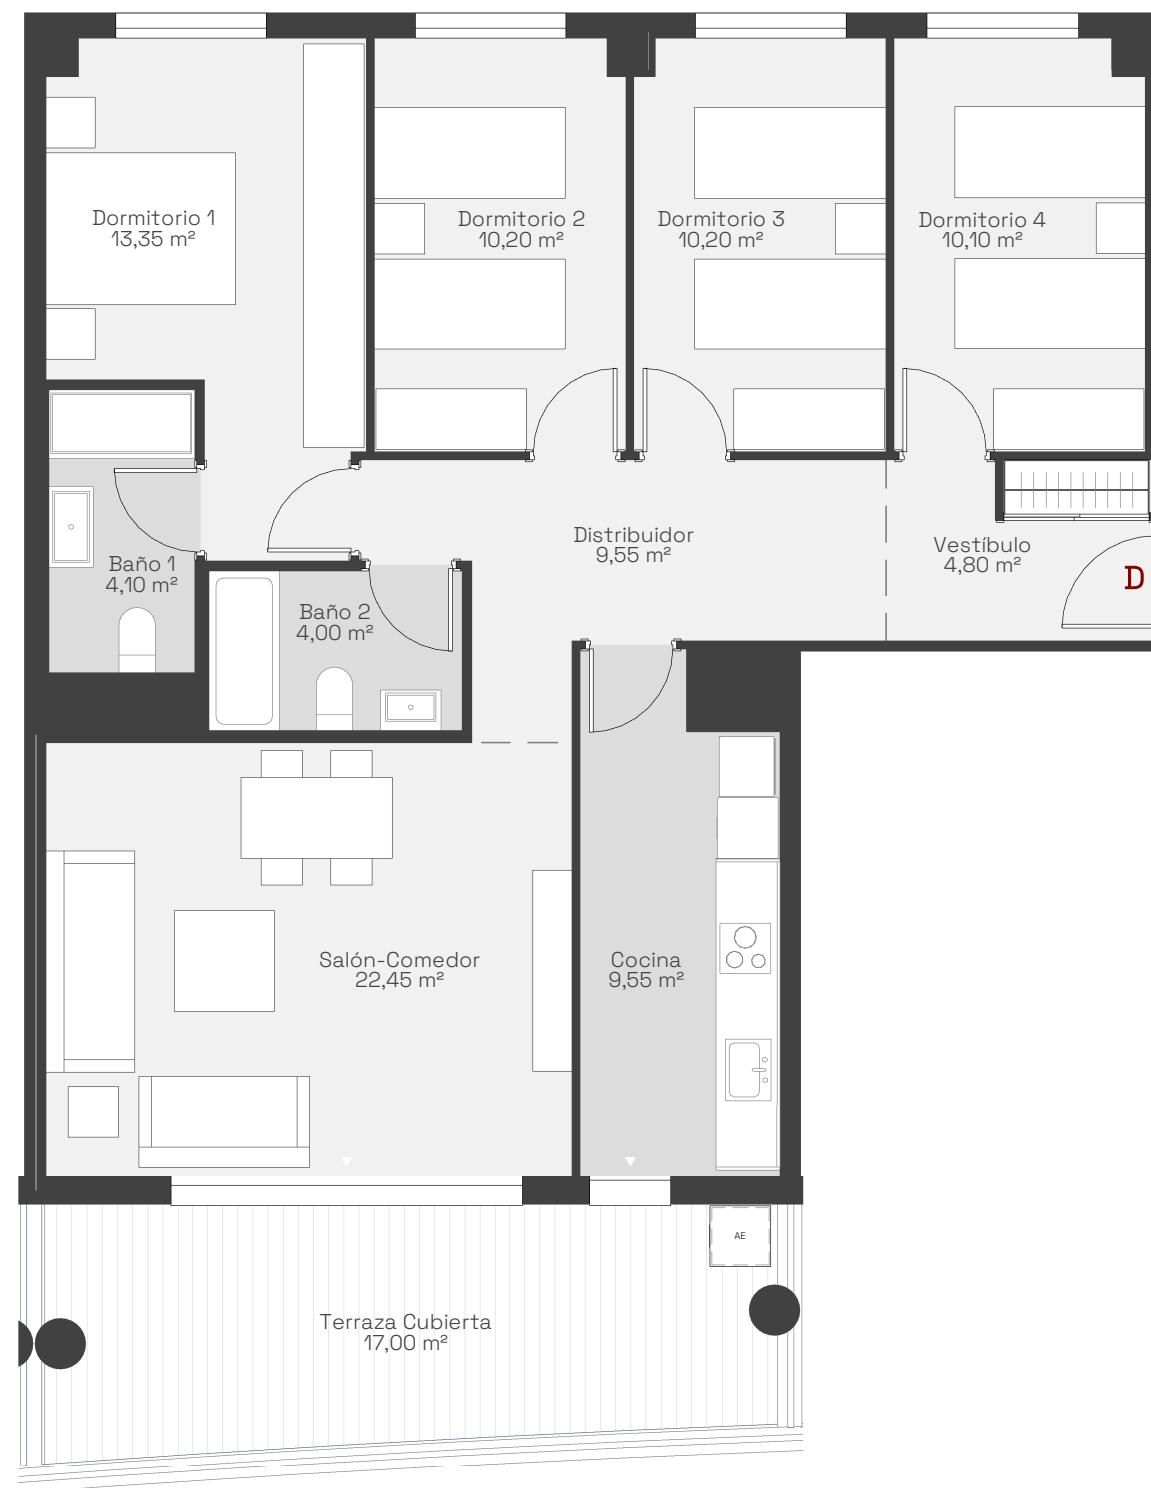 Dormitorio 1
13,35 m²
Dormitorio 2
10,20 m²
Dormitorio 3
10,20 m²
Dormitorio 4
10,10 m²
Distribuidor
9,55 m²
Vestíbulo
4,80 m²
D
Baño 1
4,10 m²
Baño 2
4,00 m²
Salón-Comedor
22,45 m²
Cocina
9,55 m²
AE
Terraza Cubierta
17,00 m²